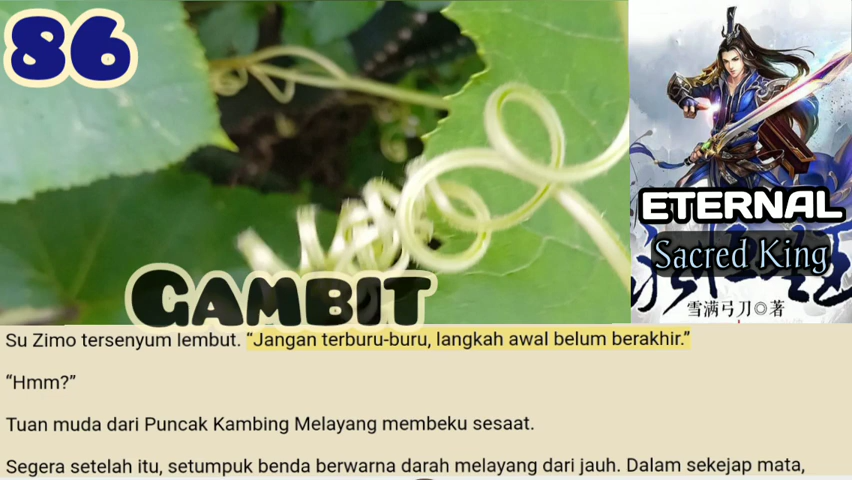 86
ETERNAL
Sacred King
雪满弓刀◎著
GAMBIT
Su Zimo tersenyum lembut. “Jangan terburu-buru, langkah awal belum berakhir.”
“Hmm?”
Tuan muda dari Puncak Kambing Melayang membeku sesaat.
Segera setelah itu, setumpuk benda berwarna darah melayang dari jauh. Dalam sekejap mata,